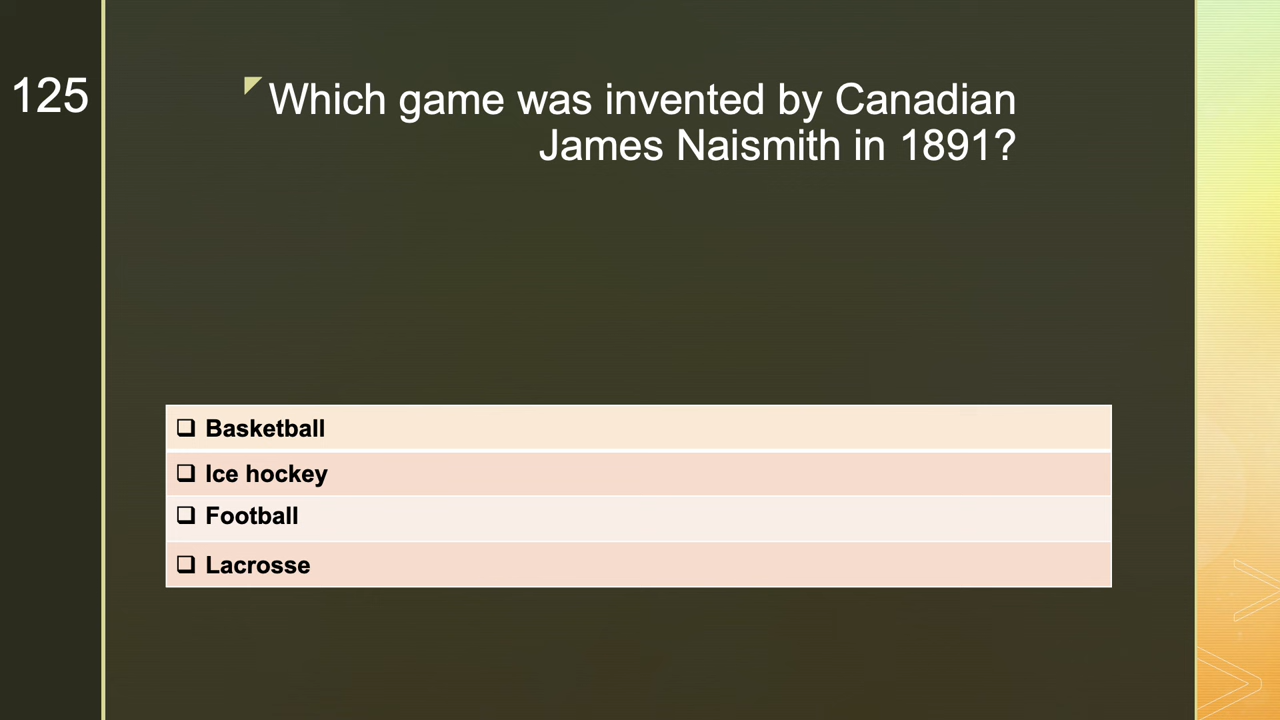 125
Which game was invented by Canadian
James Naismith in 1891?
Basketball
Ice hockey
Football
Lacrosse